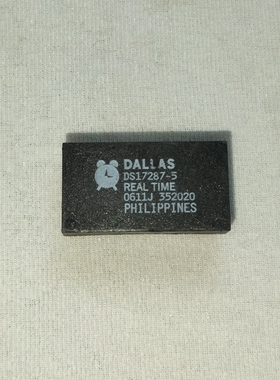 DALLAS
DS17287-5
REAL TIME
0611J 352020
PHILIPPINES